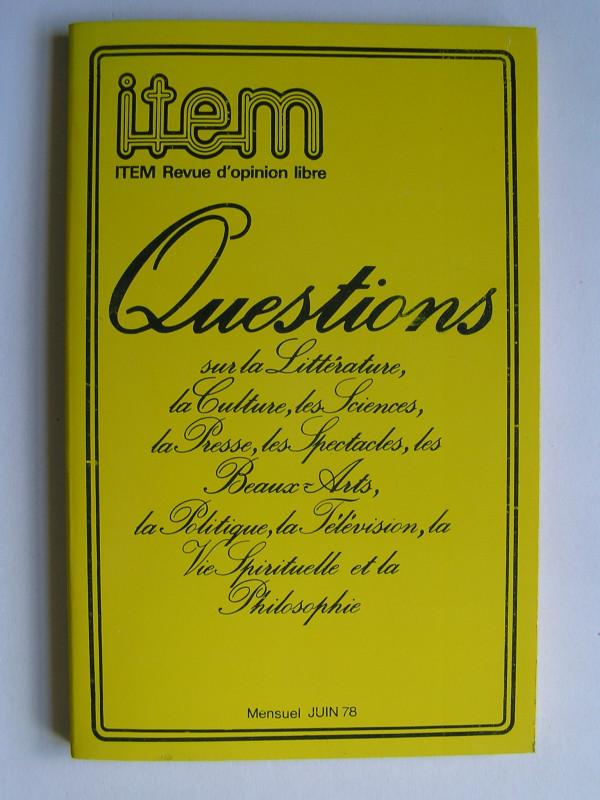 item
ITEM Revue d'opinion libre
Questions
sur la Littérature,
la Culture, les Sciences,
la Presse, les Spectacles, les
Beaux-Arts,
la Politique, la Télévision, la
Vie Spirituelle et la
Philosophie
Mensuel JUIN 78